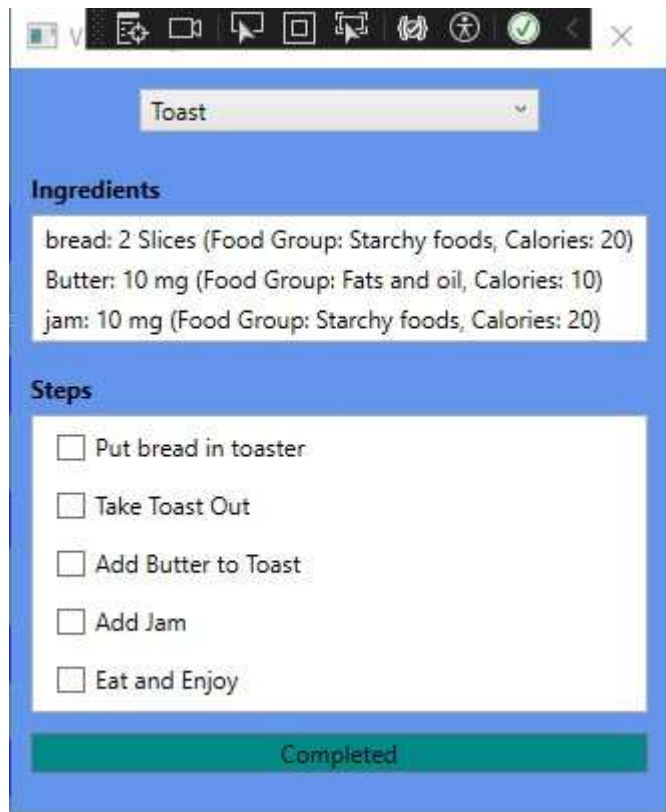 V
Toast
Ingredients
bread: 2 Slices (Food Group: Starchy foods, Calories: 20)
Butter: 10 mg (Food Group: Fats and oil, Calories: 10)
jam: 10 mg (Food Group: Starchy foods, Calories: 20)
Steps
Put bread in toaster
Take Toast Out
Add Butter to Toast
Add Jam
Eat and Enjoy
Completed